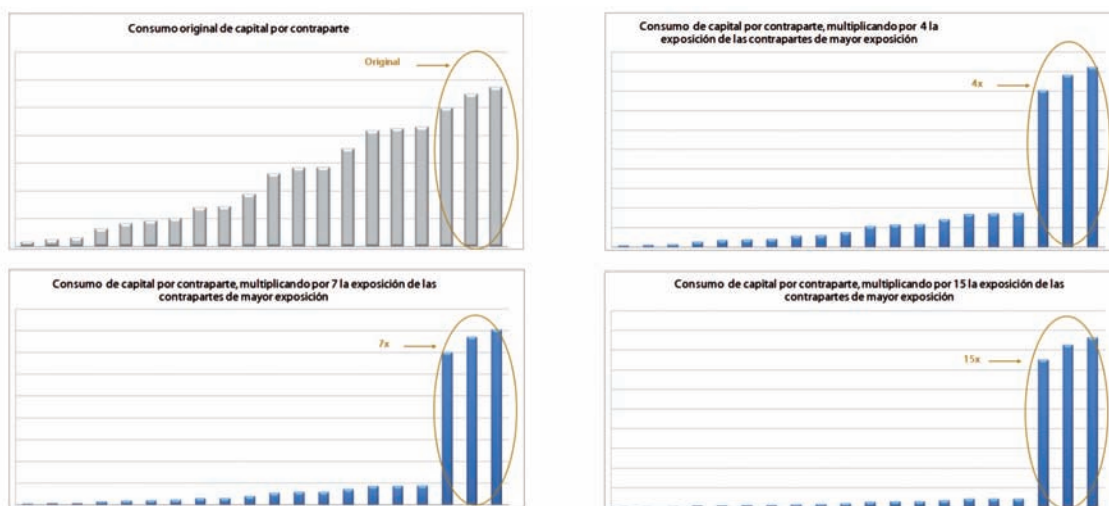 Consumo original de capital por contraparte
Original
Consumo de capital por contraparte, multiplicando por 4 la
exposición de las contrapartes de mayor exposición
4x
Consumo de capital por contraparte, multiplicando por 7 la exposición de las
contrapartes de mayor exposición
7x
Consumo de capital por contraparte, multiplicando por 15 la exposición de las
contrapartes de mayor exposición
15x